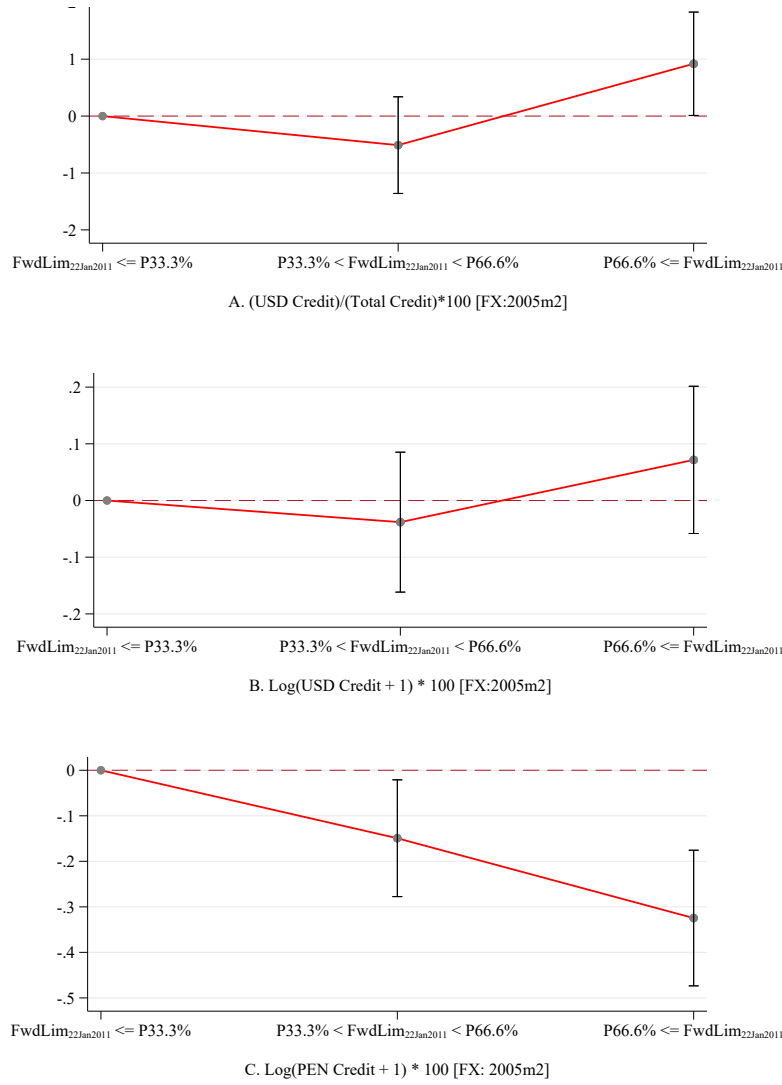 1
0
-1
-2
FwdLim22Jan2011 <= P33.3%
P33.3% < FwdLim22Jan2011 < P66.6%
P66.6% <= FwdLim22Jan2011
A. (USD Credit)/(Total Credit)*100 [FX:2005m2]
.2
.1
0
-.1
-.2
FwdLim22Jan2011 <= P33.3%
P33.3% < FwdLim22Jan2011 < P66.6%
P66.6% <= FwdLim22Jan2011
B. Log(USD Credit + 1) * 100 [FX:2005m2]
0
-.1
-.2
-.3
-.4
-.5
FwdLim22Jan2011 <= P33.3%
P33.3% < FwdLim22Jan2011 < P66.6%
P66.6% <= FwdLim22Jan2011
C. Log(PEN Credit + 1) * 100 [FX: 2005m2]